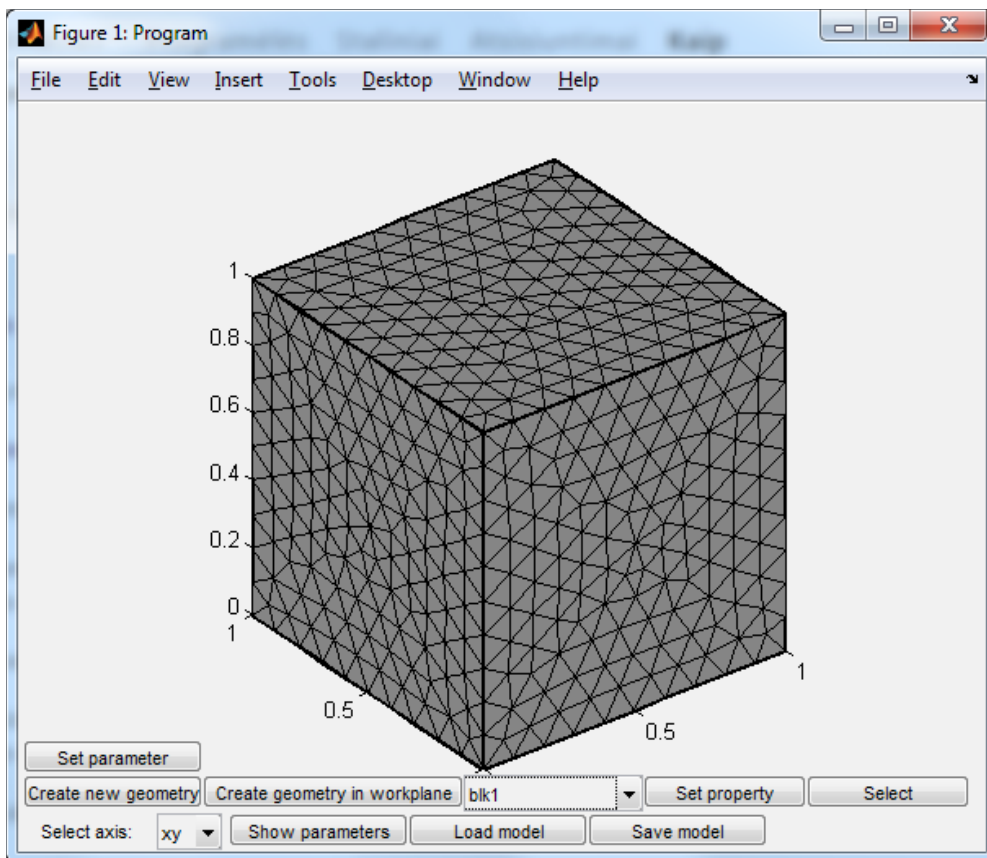 Figure 1: Program
File Edit View Insert Tools Desktop Window Help
1
0.8
0.6
0.4
0.2
0
1
0.5
0.5
1
Set parameter
Create new geometry Create geometry in workplane blk1 Set property Select
Select axis: xy Show parameters Load model Save model